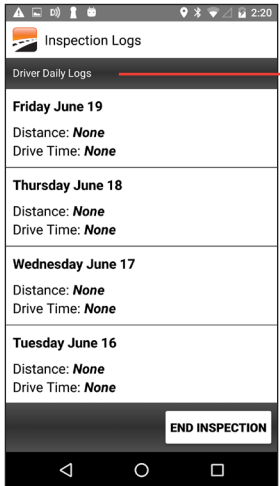 2:20
Inspection Logs
Driver Daily Logs
Friday June 19
Distance: None
Drive Time: None
Thursday June 18
Distance: None
Drive Time: None
Wednesday June 17
Distance: None
Drive Time: None
Tuesday June 16
Distance: None
Drive Time: None
END INSPECTION